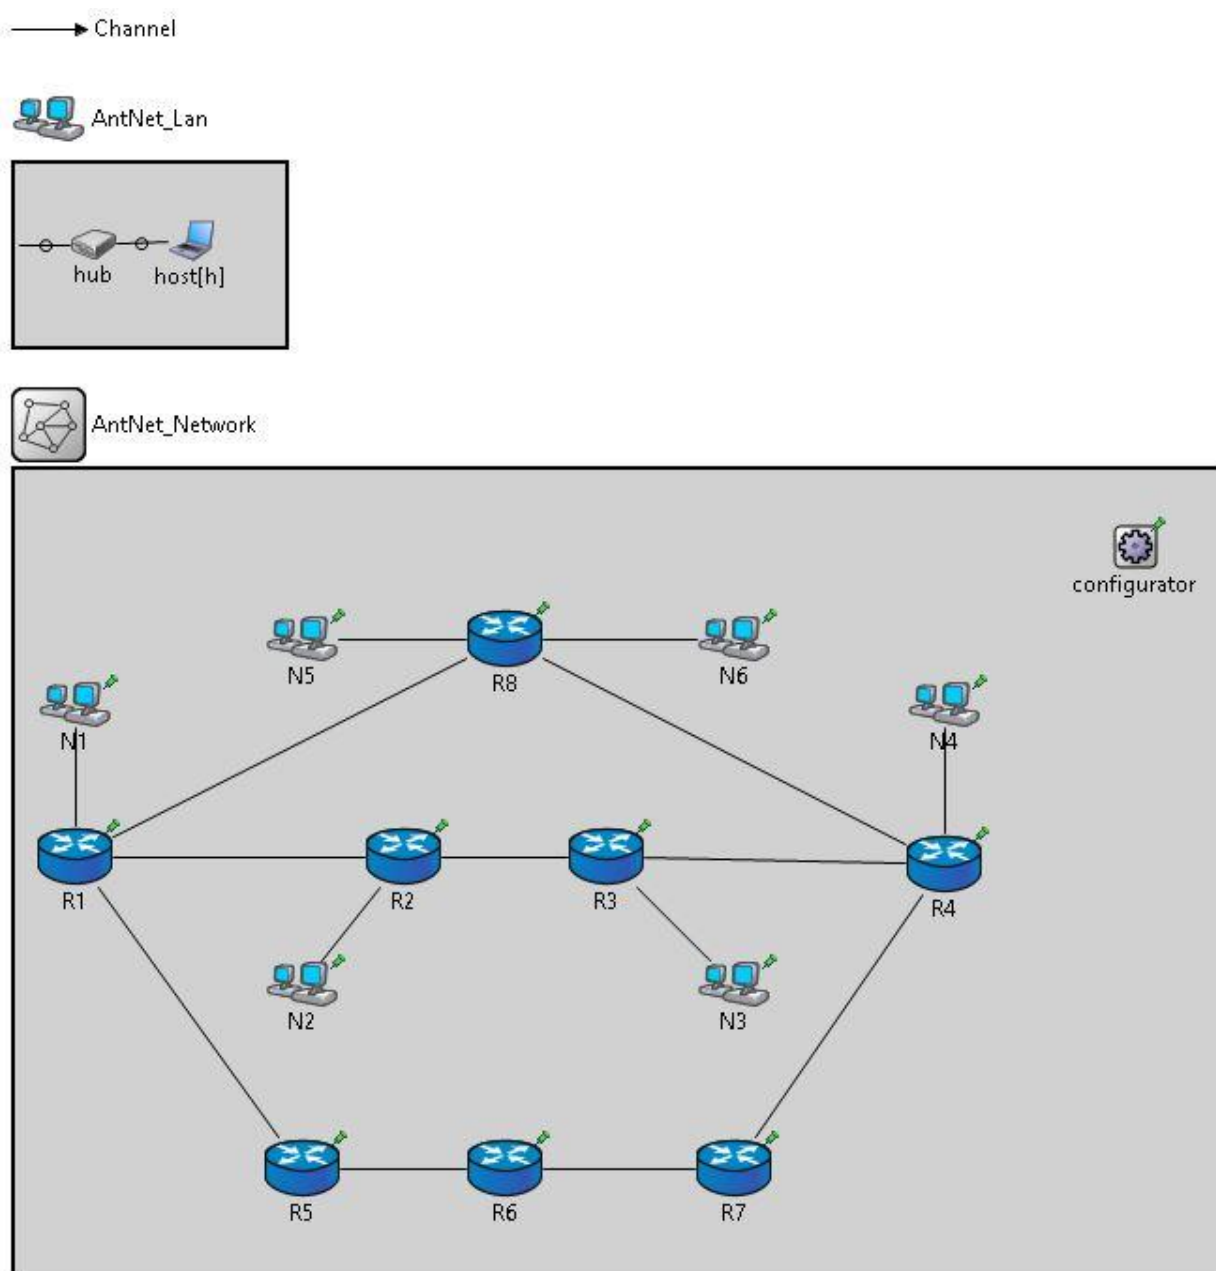 Channel
AntNet_Lan
hub
host[h]
AntNet_Network
configurator
N5
R8
N6
N1
N4
R1
R2
R3
R4
N2
N3
R5
R6
R7